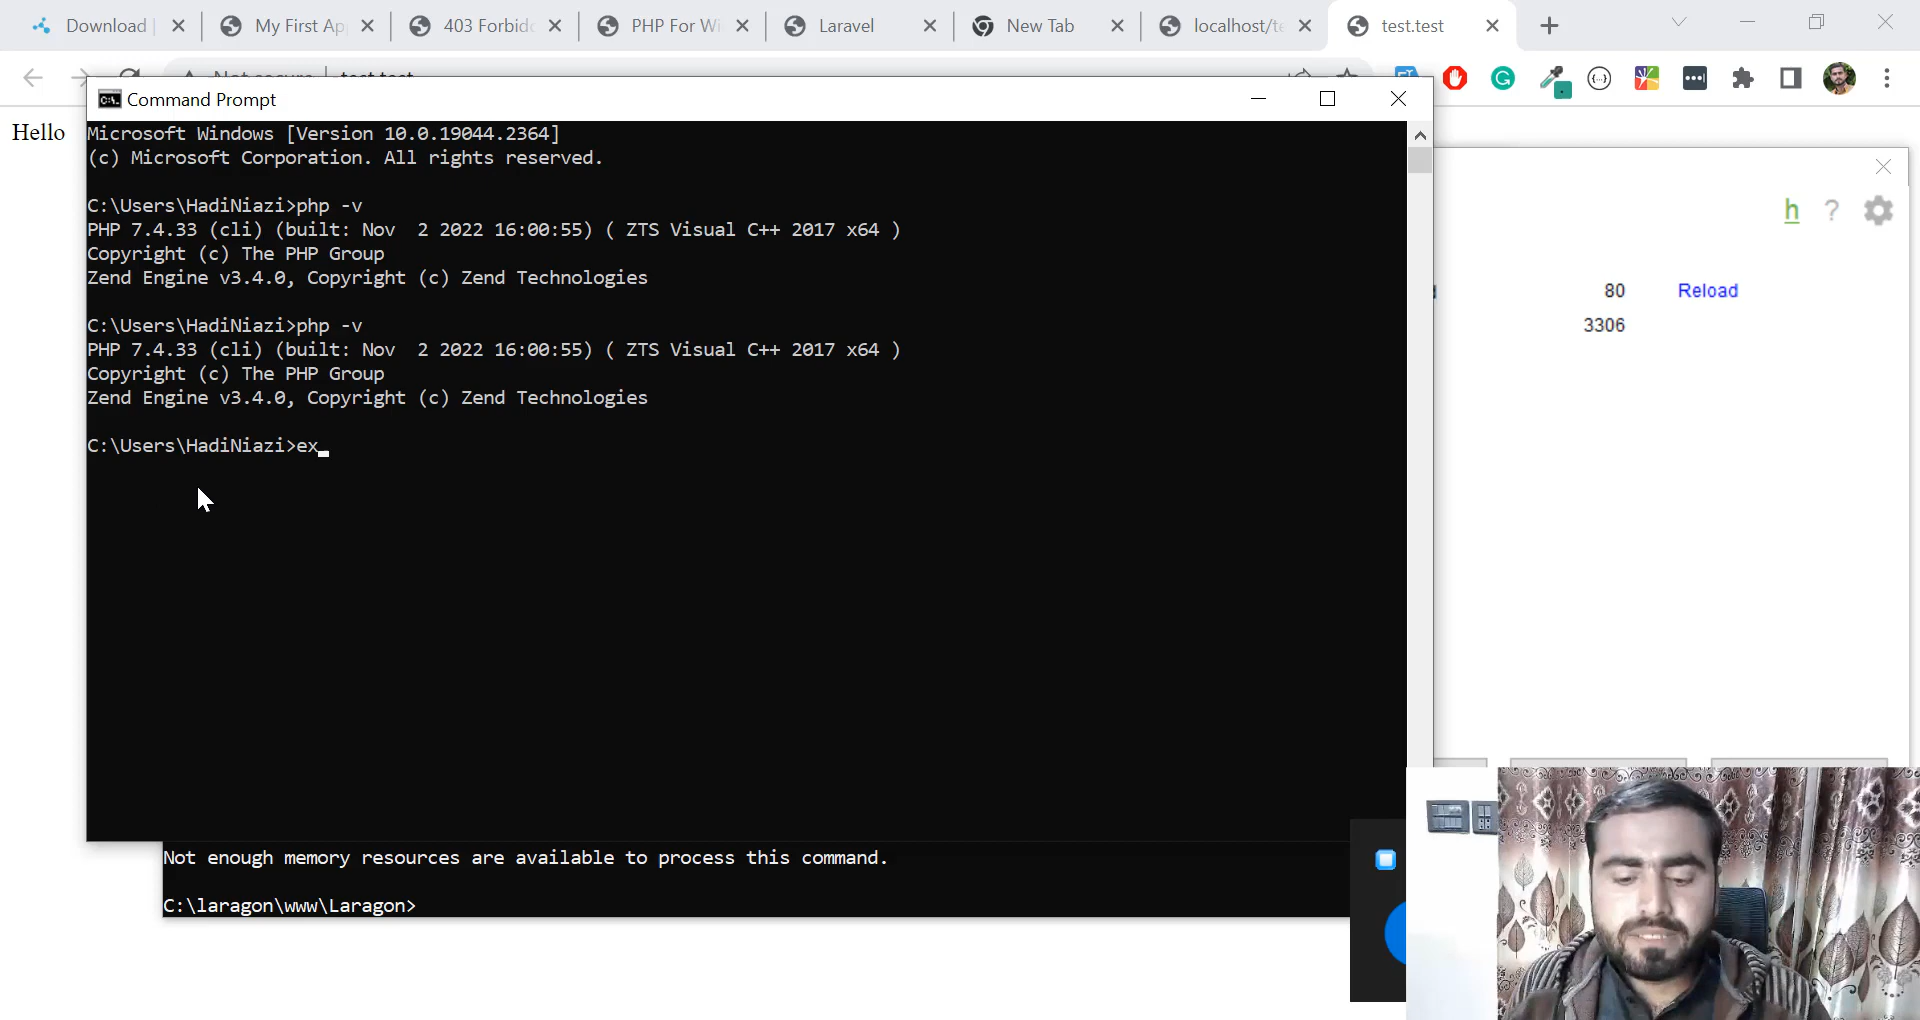 Download
My First Ap
403 Forbid
PHP For Wi
Laravel
New Tab
localhost/te
test.test
Command Prompt
Hello
Microsoft Windows [Version 10.0.19044.2364]
(c) Microsoft Corporation. All rights reserved.
C:\Users\HadiNiazi>php -v
PHP 7.4.33 (cli) (built: Nov  2 2022 16:00:55) ( ZTS Visual C++ 2017 x64 )
Copyright (c) The PHP Group
Zend Engine v3.4.0, Copyright (c) Zend Technologies
C:\Users\HadiNiazi>php -v
PHP 7.4.33 (cli) (built: Nov  2 2022 16:00:55) ( ZTS Visual C++ 2017 x64 )
Copyright (c) The PHP Group
Zend Engine v3.4.0, Copyright (c) Zend Technologies
C:\Users\HadiNiazi>ex
h ?
80 Reload
3306
Not enough memory resources are available to process this command.
C:\laragon\www\Laragon>